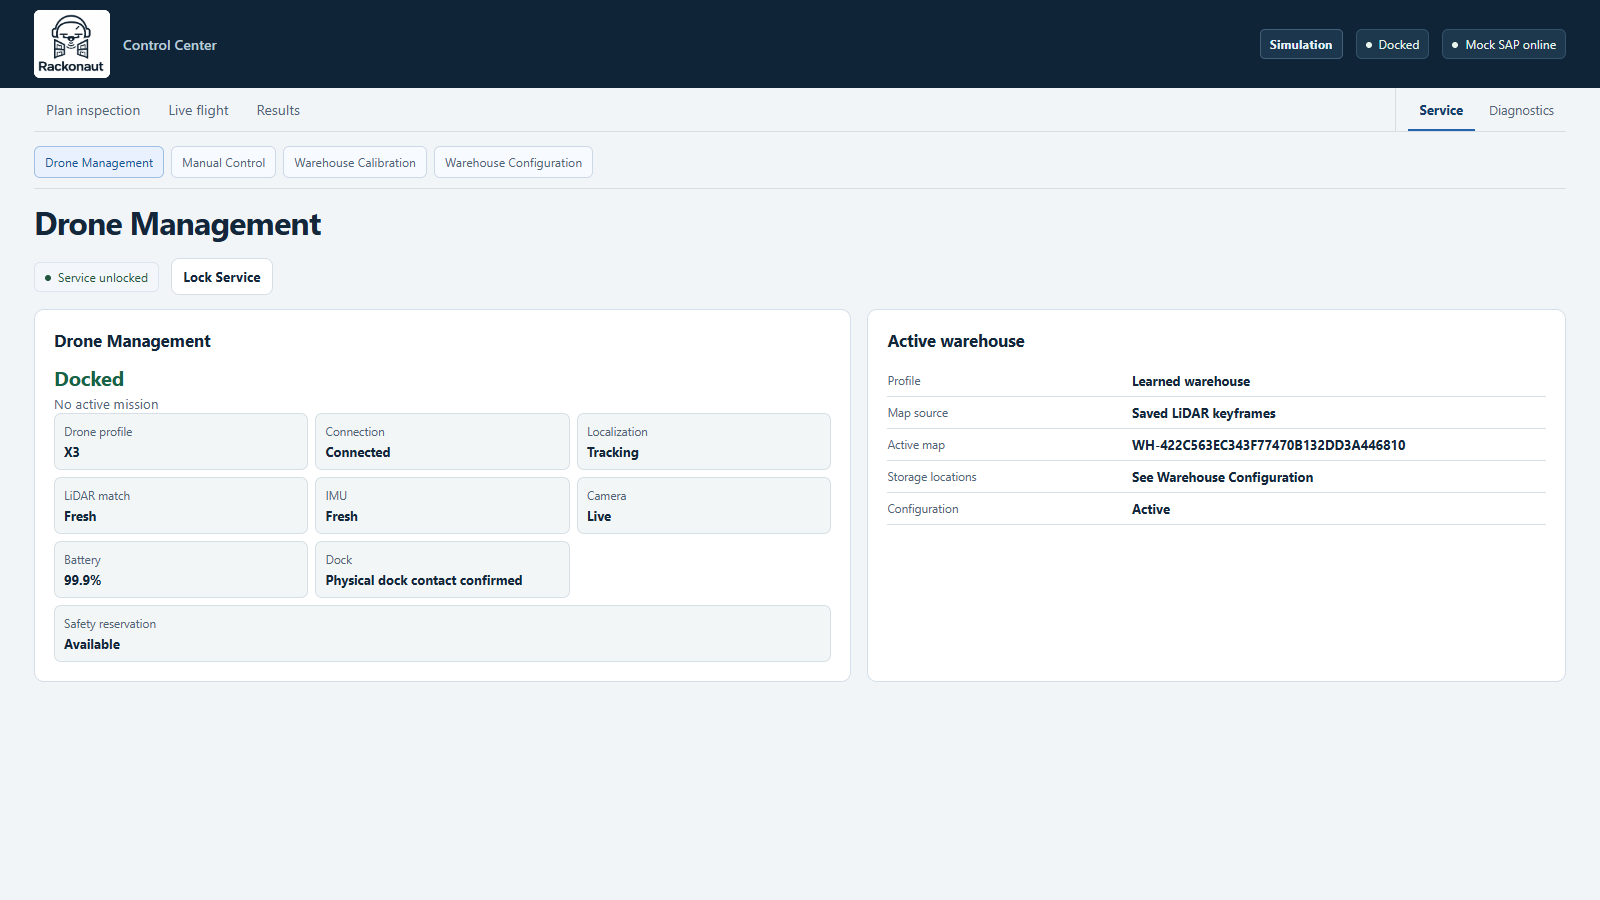 Rackonaut
Control Center
Simulation
Docked
Mock SAP online
Plan inspection
Live flight
Results
Service
Diagnostics
Drone Management
Manual Control
Warehouse Calibration
Warehouse Configuration
Drone Management
Service unlocked
Lock Service
Drone Management
Docked
No active mission
Drone profile
X3
Connection
Connected
Localization
Tracking
LiDAR match
Fresh
IMU
Fresh
Camera
Live
Battery
99.9%
Dock
Physical dock contact confirmed
Safety reservation
Available
Active warehouse
Profile
Learned warehouse
Map source
Saved LiDAR keyframes
Active map
WH-422C563EC343F77470B132DD3A446810
Storage locations
See Warehouse Configuration
Configuration
Active